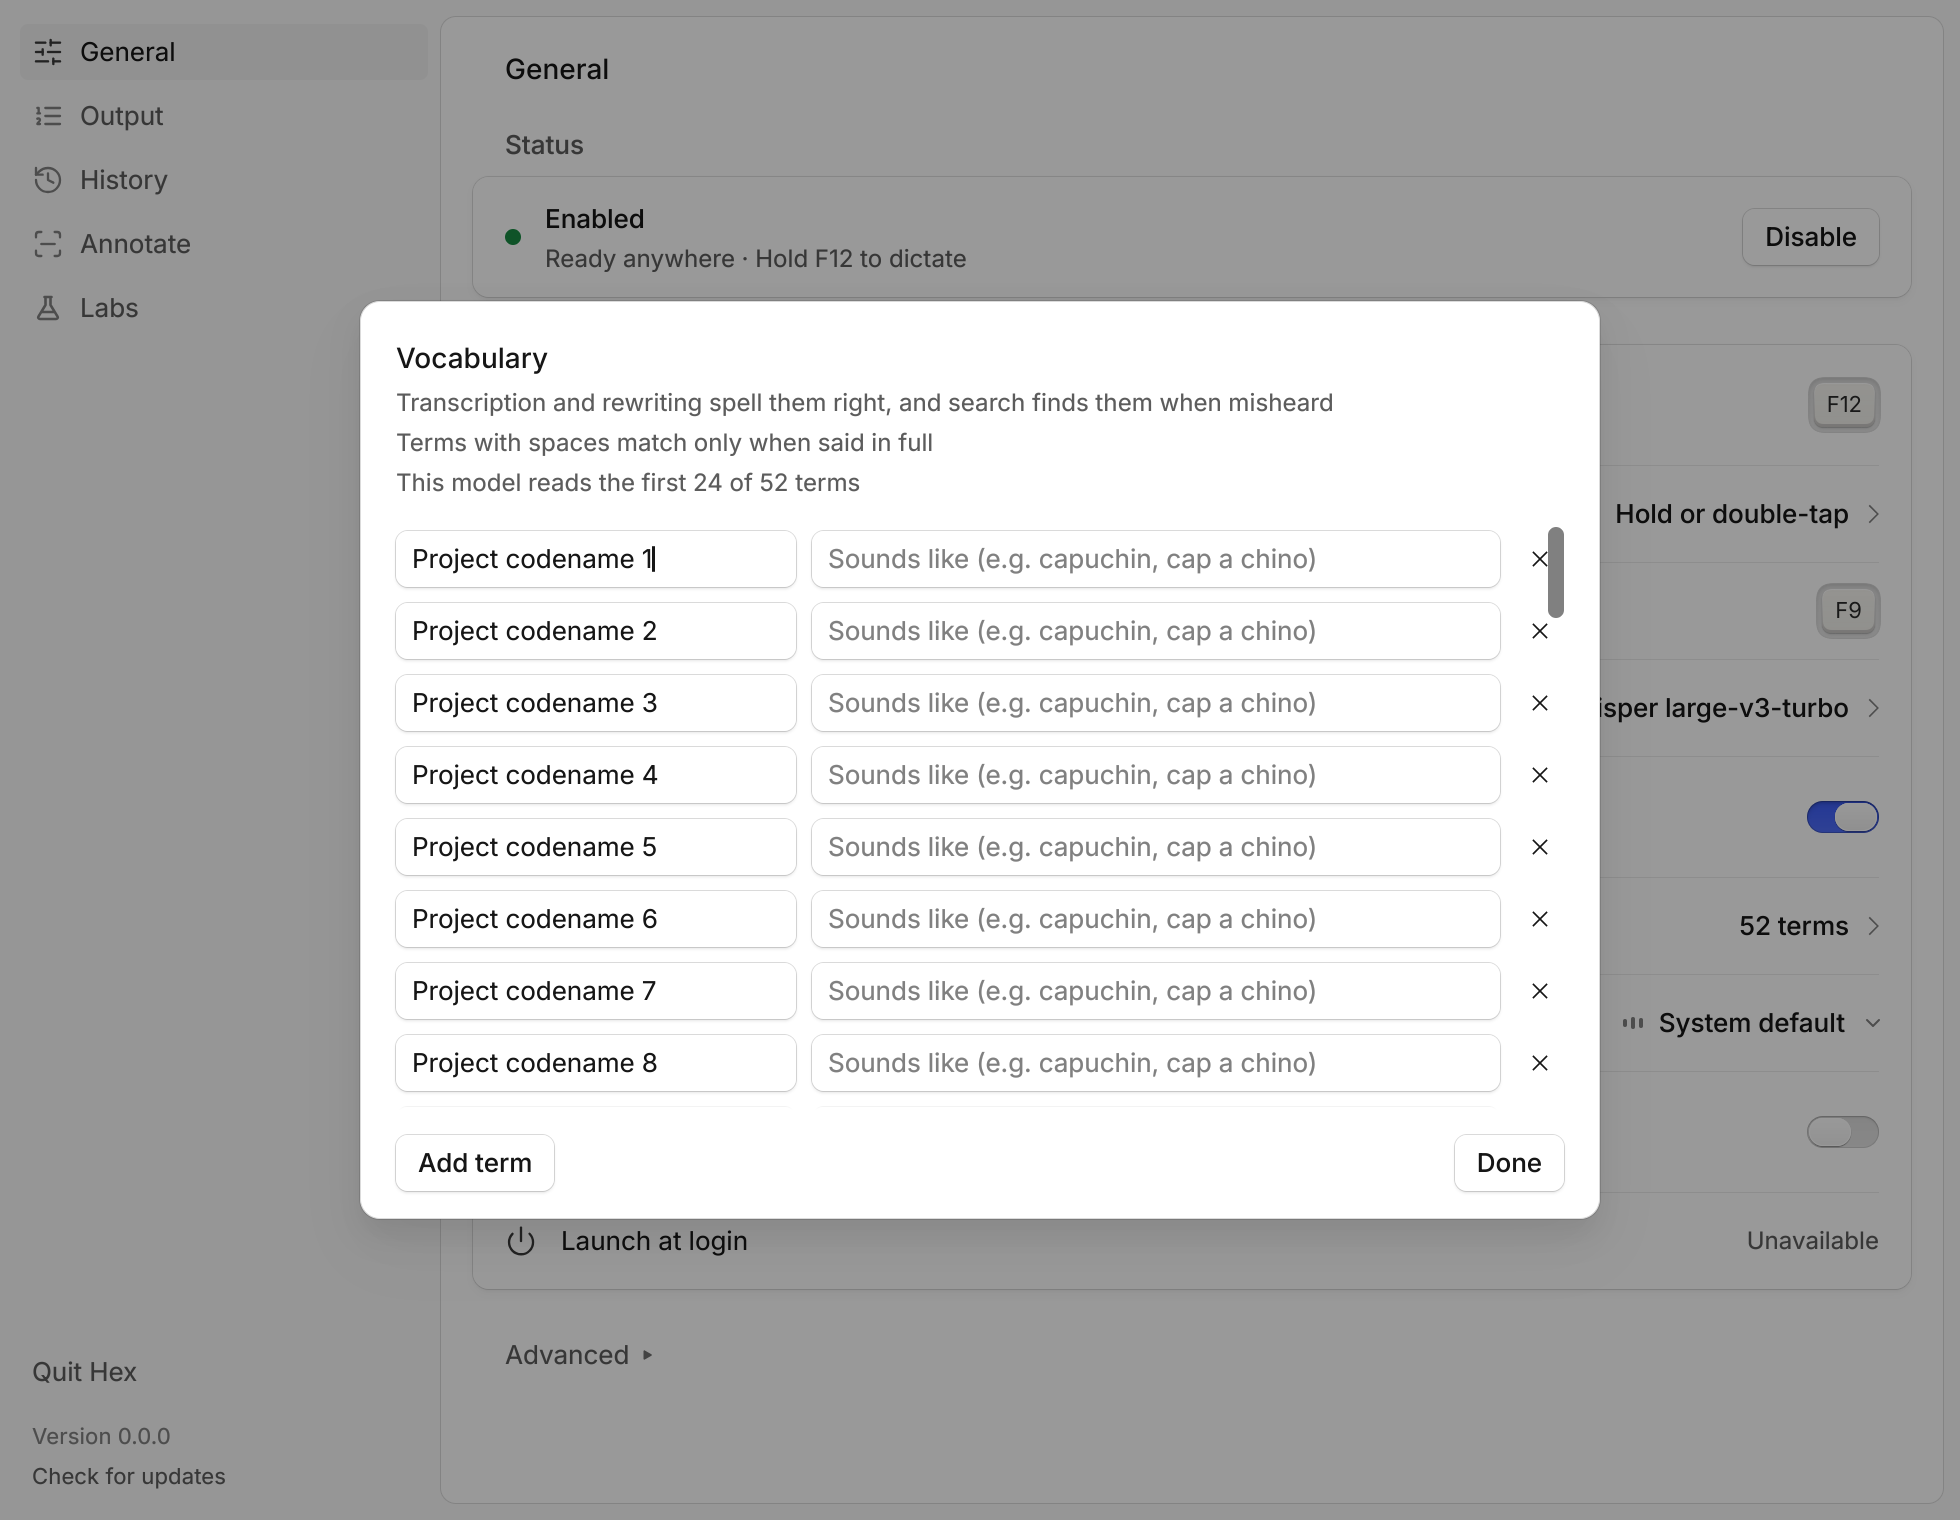 General
Output
History
Annotate
Labs
Quit Hex
Version 0.0.0
Check for updates
General
Status
Enabled
Ready anywhere · Hold F12 to dictate
Disable
F12
Hold or double-tap
F9
isper large-v3-turbo
52 terms
System default
Launch at login
Unavailable
Advanced
Vocabulary
Transcription and rewriting spell them right, and search finds them when misheard
Terms with spaces match only when said in full
This model reads the first 24 of 52 terms
Project codename 1 Sounds like (e.g. capuchin, cap a chino)
Project codename 2 Sounds like (e.g. capuchin, cap a chino)
Project codename 3 Sounds like (e.g. capuchin, cap a chino)
Project codename 4 Sounds like (e.g. capuchin, cap a chino)
Project codename 5 Sounds like (e.g. capuchin, cap a chino)
Project codename 6 Sounds like (e.g. capuchin, cap a chino)
Project codename 7 Sounds like (e.g. capuchin, cap a chino)
Project codename 8 Sounds like (e.g. capuchin, cap a chino)
Add term
Done